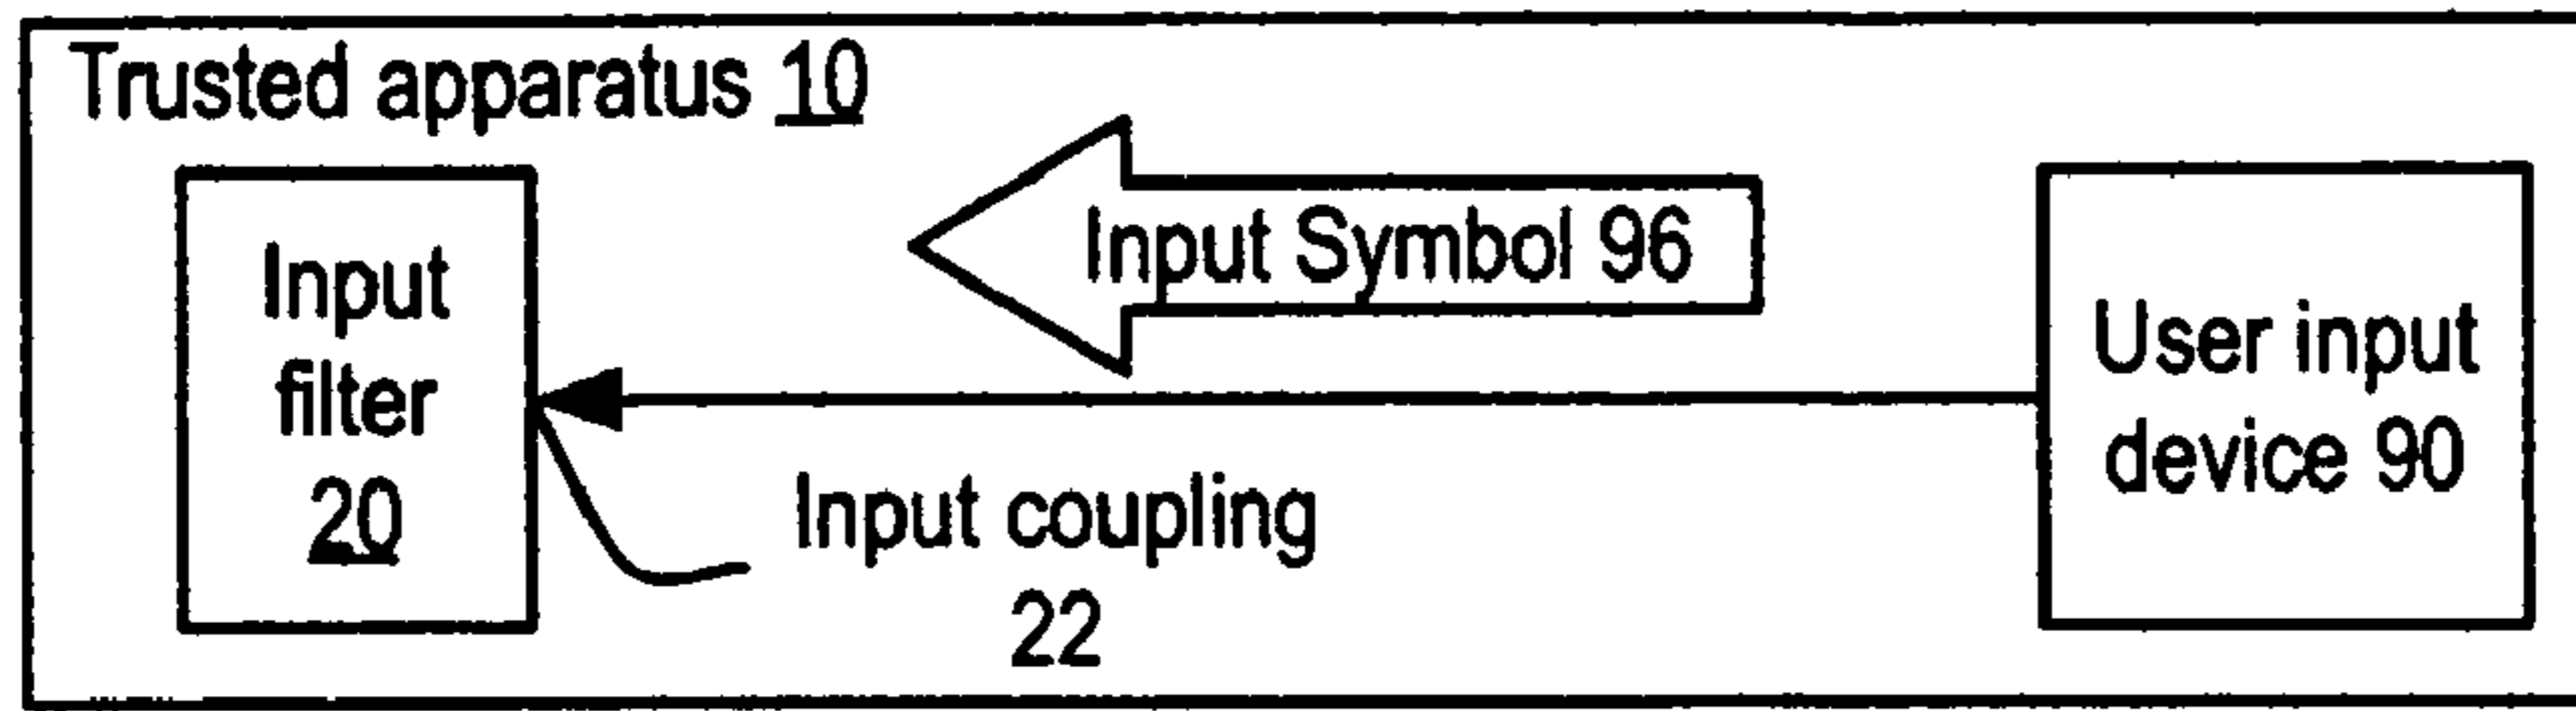 Trusted apparatus 10
Input
filter
20
Input Symbol 96
Input coupling
22
User input
device 90